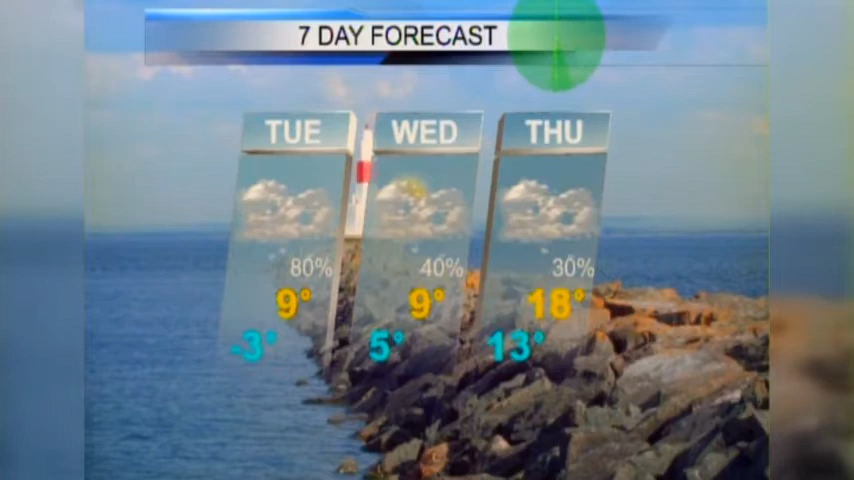 7 DAY FORECAST
TUE WED THU
80% 40% 30%
9° 9° 18°
-3° 5° 13°